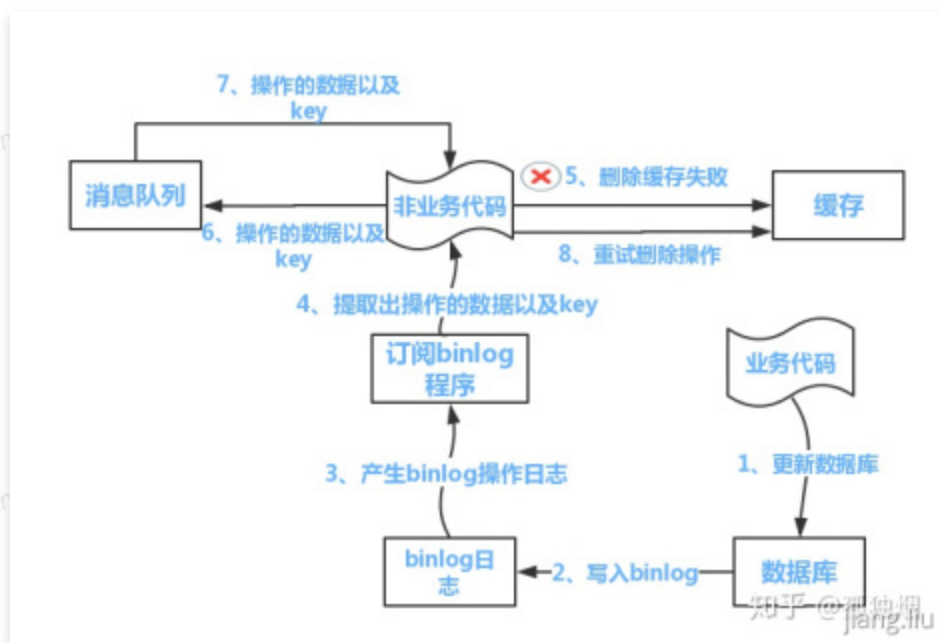 7、操作的数据以及
key
消息队列
非业务代码
5、删除缓存失败
缓存
6、操作的数据以及
key
8、重试删除操作
4、提取出操作的数据以及key
订阅binlog
程序
业务代码
3、产生binlog操作日志
1、更新数据库
binlog日
志
2、写入binlog
数据库
知乎 @孤独烟
jiang.liu